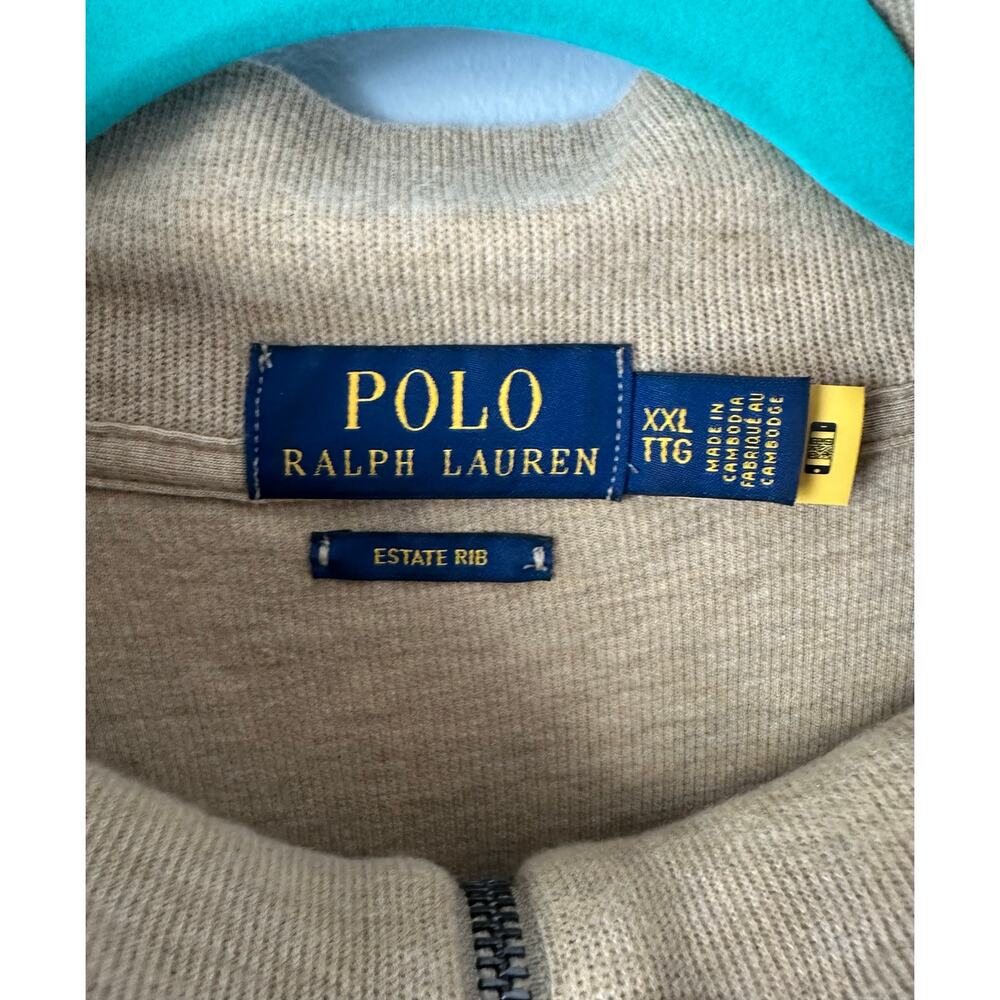 POLO
RALPH LAUREN
XXL
TTG
MADE IN
CAMBODIA
FABRIQUÉ AU
CAMBODGE
ESTATE RIB